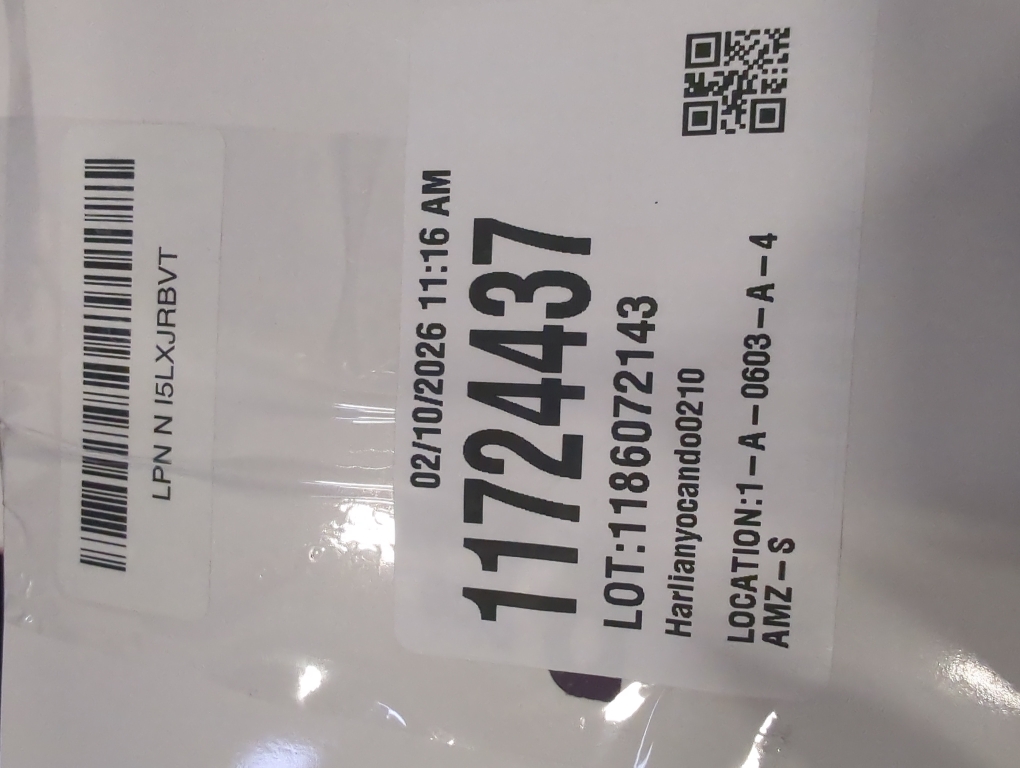 LPN N I5LXJRBVT
02/10/2026 11:16 AM
11724437
LOT:1186072143
Harlianyocando0210
LOCATION:1-A-0603-A-4
AMZ-S